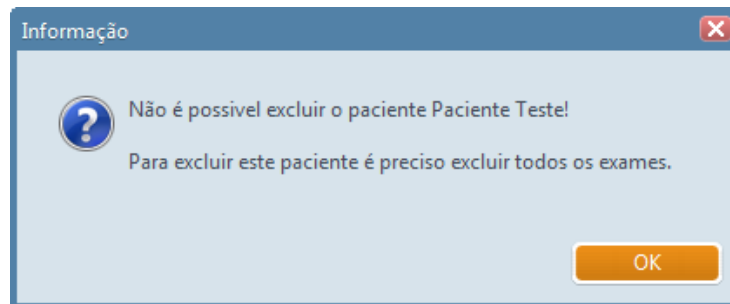 Informação
Não é possivel excluir o paciente Paciente Teste!
Para excluir este paciente é preciso excluir todos os exames.
OK